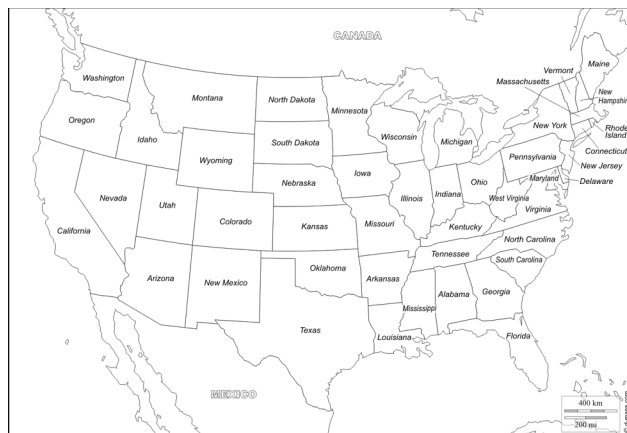 CANADA
Maine
Vermont
Massachusetts
New
Hampshire
Washington
Montana
North Dakota
Minnesota
Oregon
Idaho
Wyoming
South Dakota
Wisconsin
Michigan
New York
Rhode
Island
Connecticut
Nebraska
Iowa
Pennsylvania
New Jersey
Nevada
Utah
Colorado
Kansas
Missouri
Illinois
Indiana
Ohio
Maryland
Delaware
West Virginia
Virginia
California
Kentucky
North Carolina
Arizona
New Mexico
Oklahoma
Arkansas
Tennessee
South Carolina
Mississippi
Alabama
Georgia
Texas
Louisiana
Florida
MEXICO
400 km
200 mi
© d-maps.com